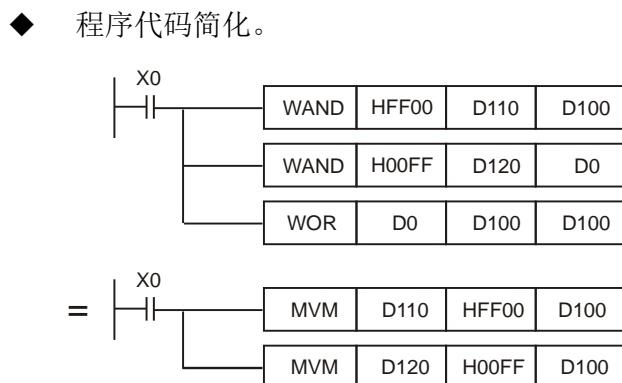 ◆ 程序代码简化。
X0
WAND HFF00 D110 D100
WAND H00FF D120 D0
WOR D0 D100 D100
X0
= MVM D110 HFF00 D100
MVM D120 H00FF D100